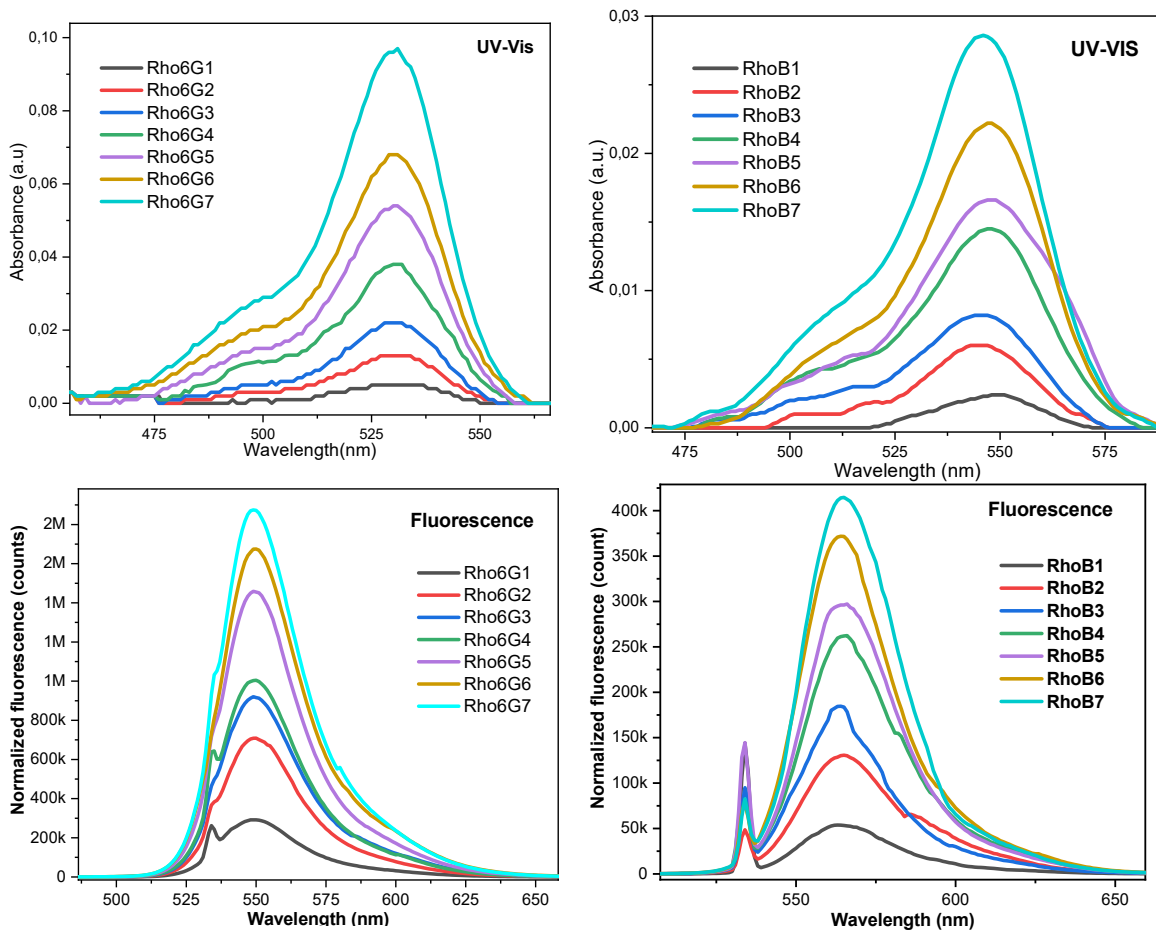 UV-Vis
0,10
0,08
0,06
0,04
0,02
0,00
Absorbance (a.u)
Rho6G1
Rho6G2
Rho6G3
Rho6G4
Rho6G5
Rho6G6
Rho6G7
475
500
525
550
Wavelength(nm)
UV-VIS
0,03
0,02
0,01
0,00
Absorbance (a.u.)
RhoB1
RhoB2
RhoB3
RhoB4
RhoB5
RhoB6
RhoB7
475
500
525
550
575
Wavelength (nm)
Fluorescence
2M
2M
1M
1M
1M
800k
600k
400k
200k
0
Normalized fluorescence (counts)
Rho6G1
Rho6G2
Rho6G3
Rho6G4
Rho6G5
Rho6G6
Rho6G7
500
525
550
575
600
625
650
Wavelength (nm)
Fluorescence
400k
350k
300k
250k
200k
150k
100k
50k
0
Normalized fluorescence (count)
RhoB1
RhoB2
RhoB3
RhoB4
RhoB5
RhoB6
RhoB7
550
600
650
Wavelength (nm)